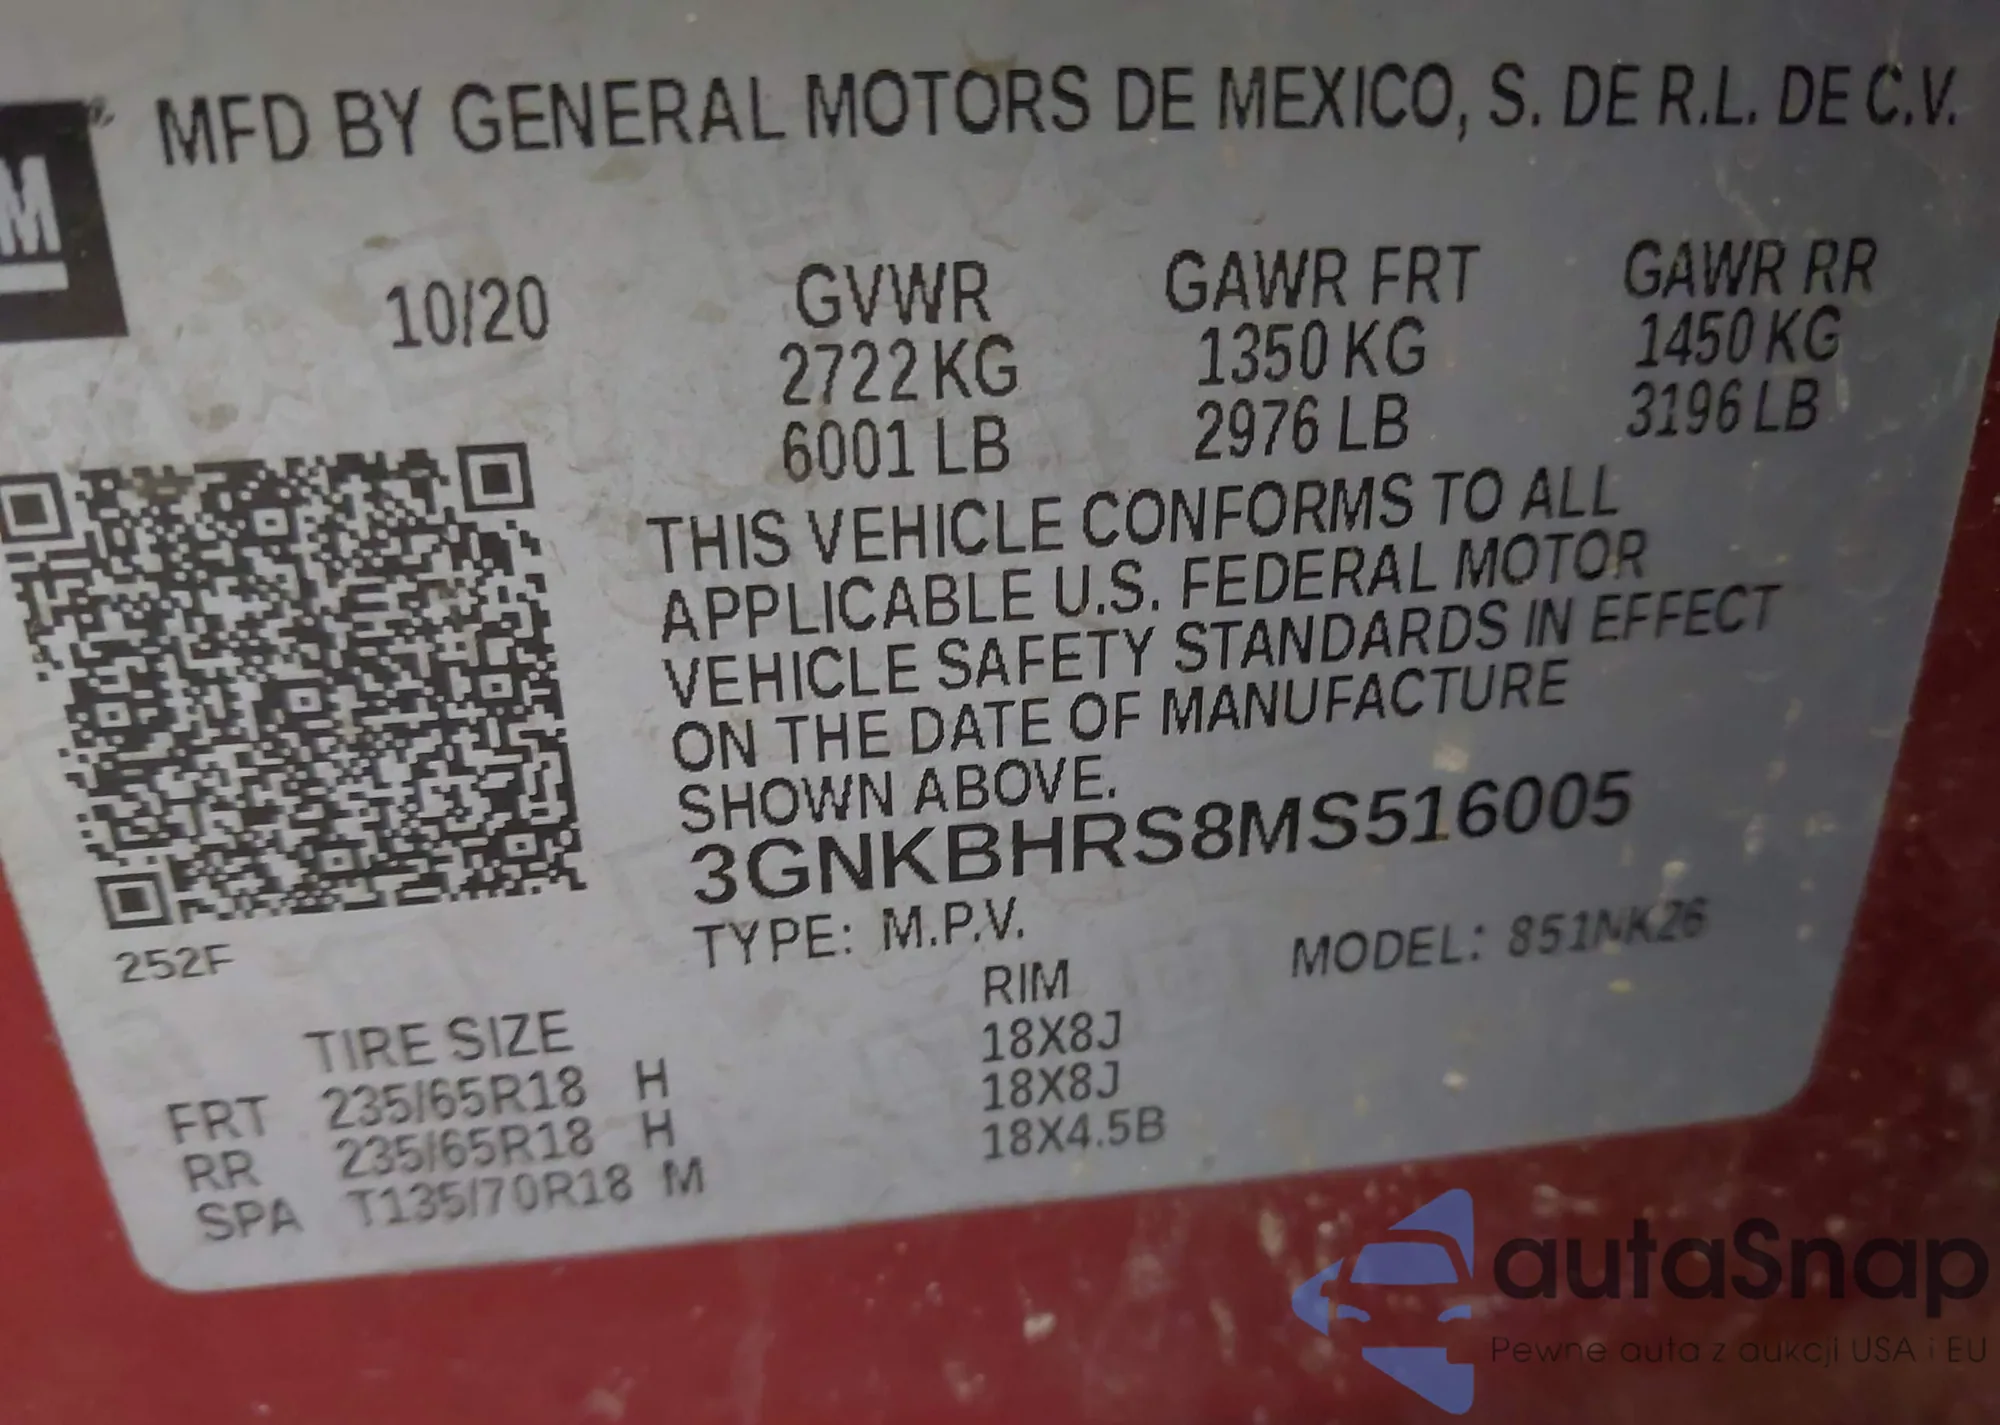 M
MFD BY GENERAL MOTORS DE MEXICO, S. DE R.L. DE C.V.
10/20
GVWR GAWR FRT GAWR RR
2722 KG 1350 KG 1450 KG
6001 LB 2976 LB 3196 LB
THIS VEHICLE CONFORMS TO ALL
APPLICABLE U.S. FEDERAL MOTOR
VEHICLE SAFETY STANDARDS IN EFFECT
ON THE DATE OF MANUFACTURE
SHOWN ABOVE.
3GNKBHRS8MS516005
TYPE: M.P.V. MODEL: 851NK26
252F
TIRE SIZE RIM
FRT 235/65R18 H 18X8J
RR 235/65R18 H 18X8J
SPA T135/70R18 M 18X4.5B
autaSnap
Pewne auta z aukcji USA i EU